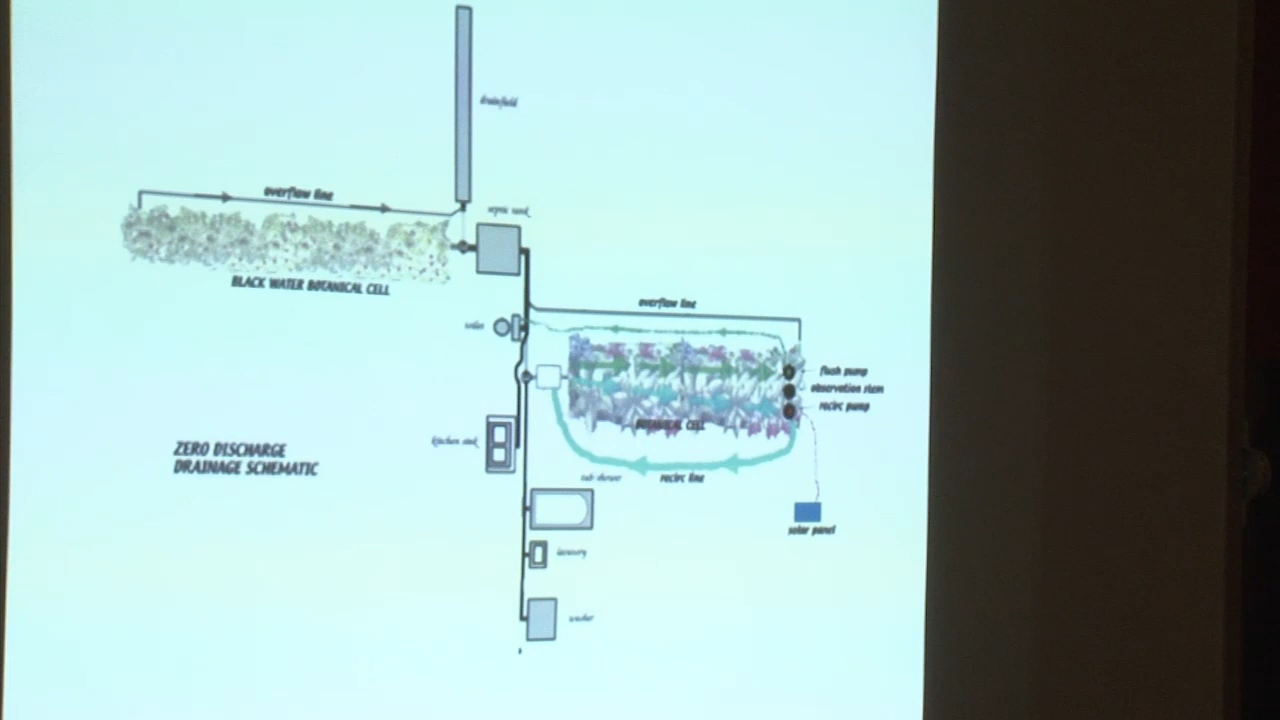 drainfield
overflow line
septic tank
BLACK WATER BOTANICAL CELL
overflow line
toilet
flush pump
observation stem
recirc pump
BOTANICAL CELL
kitchen sink
ZERO DISCHARGE
DRAINAGE SCHEMATIC
tub shower
recirc line
solar panel
lavatory
washer